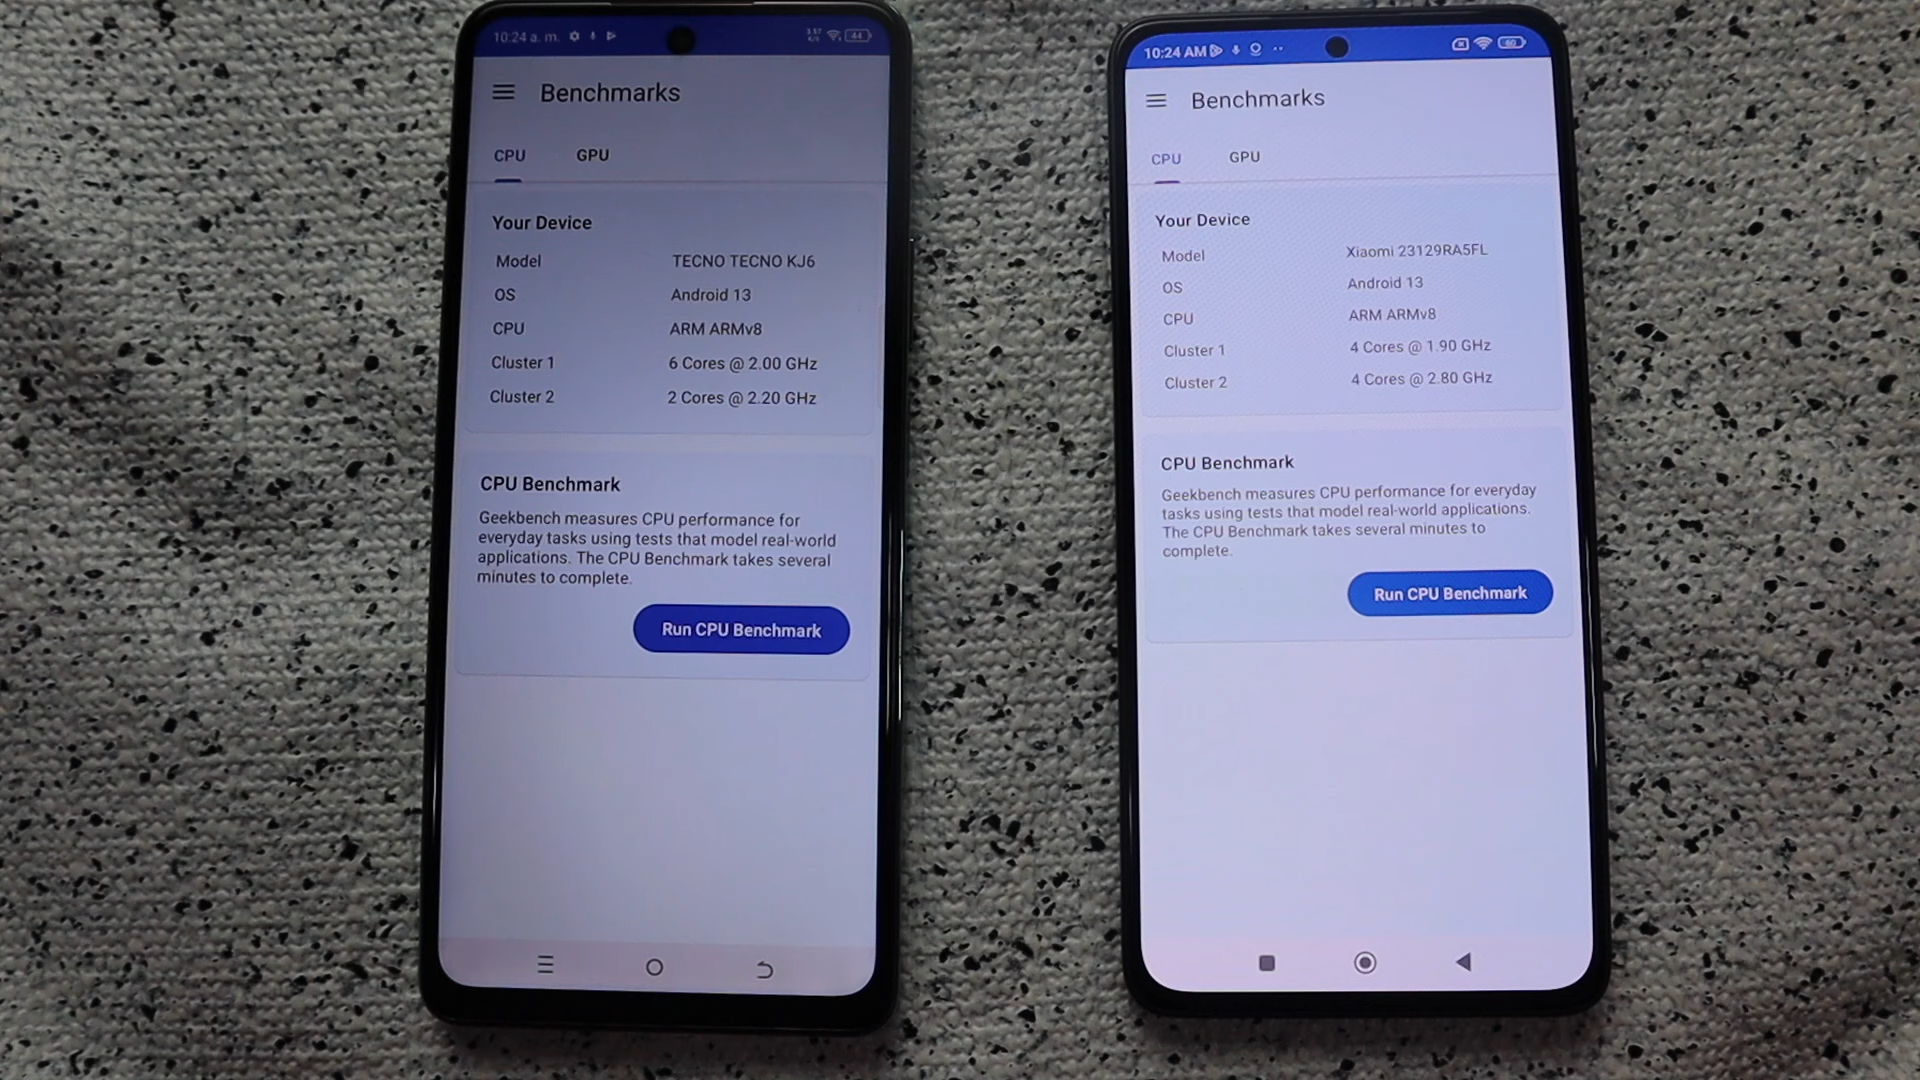 10:24 a. m.
3.57
K/s
44
Benchmarks
CPU GPU
Your Device
Model TECNO TECNO KJ6
OS Android 13
CPU ARM ARMv8
Cluster 1 6 Cores @ 2.00 GHz
Cluster 2 2 Cores @ 2.20 GHz
CPU Benchmark
Geekbench measures CPU performance for
everyday tasks using tests that model real-world
applications. The CPU Benchmark takes several
minutes to complete.
Run CPU Benchmark
10:24 AM
60
Benchmarks
CPU GPU
Your Device
Model Xiaomi 23129RA5FL
OS Android 13
CPU ARM ARMv8
Cluster 1 4 Cores @ 1.90 GHz
Cluster 2 4 Cores @ 2.80 GHz
CPU Benchmark
Geekbench measures CPU performance for everyday
tasks using tests that model real-world applications.
The CPU Benchmark takes several minutes to
complete.
Run CPU Benchmark